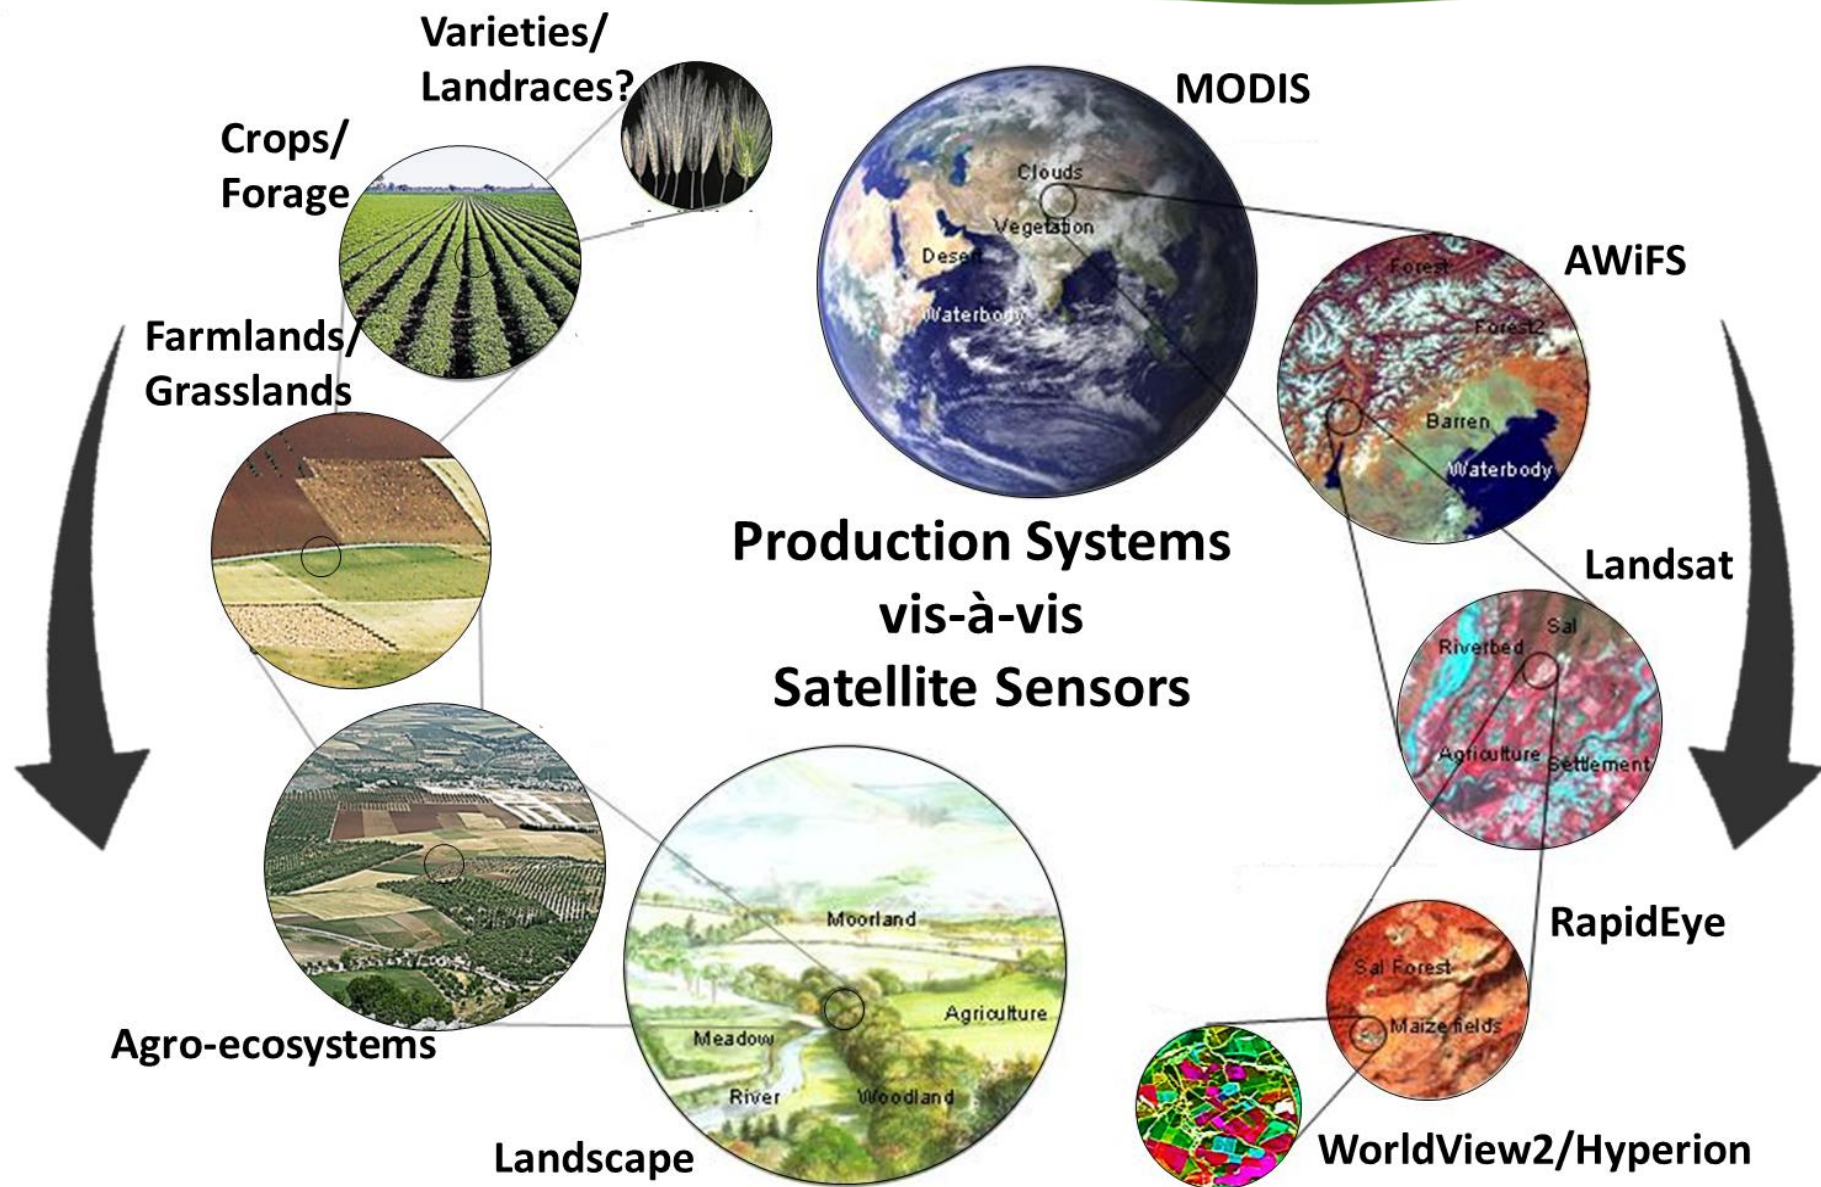 Varieties/
Landraces?
Crops/
Forage
Farmlands/
Grasslands
Agro-ecosystems
Landscape
Moorland
Agriculture
Meadow
River
Woodland
Production Systems
vis-à-vis
Satellite Sensors
MODIS
Clouds
Vegetation
Desert
Waterbody
AWiFS
Forest
Forest2
Barren
Waterbody
Landsat
Sal
Riverbed
Agriculture
Settlement
RapidEye
Sal Forest
Maize fields
WorldView2/Hyperion